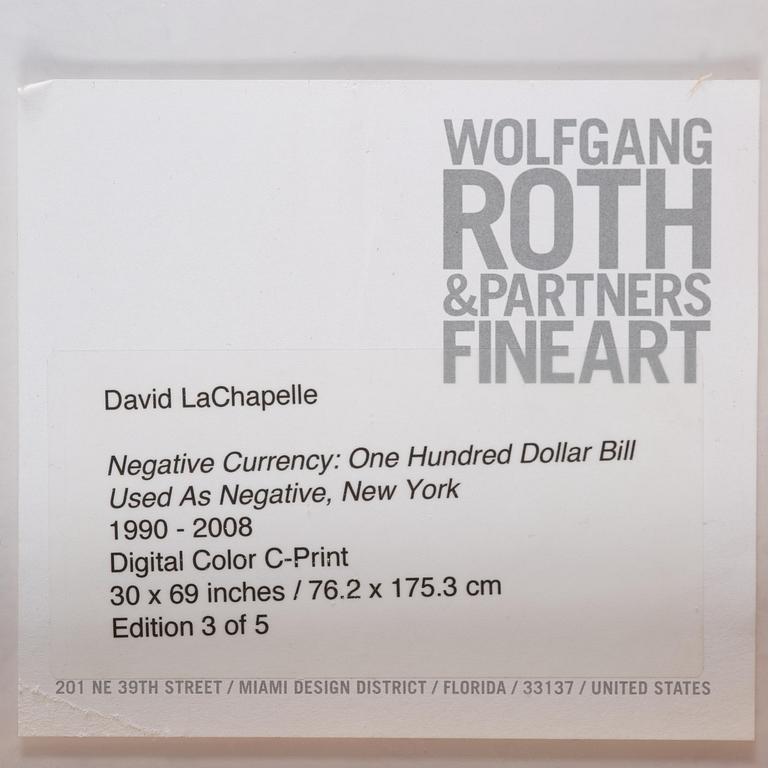 WOLFGANG
ROTH
&PARTNERS
FINEART
David LaChapelle
Negative Currency: One Hundred Dollar Bill
Used As Negative, New York
1990 - 2008
Digital Color C-Print
30 x 69 inches / 76.2 x 175.3 cm
Edition 3 of 5
201 NE 39TH STREET / MIAMI DESIGN DISTRICT / FLORIDA / 33137 / UNITED STATES